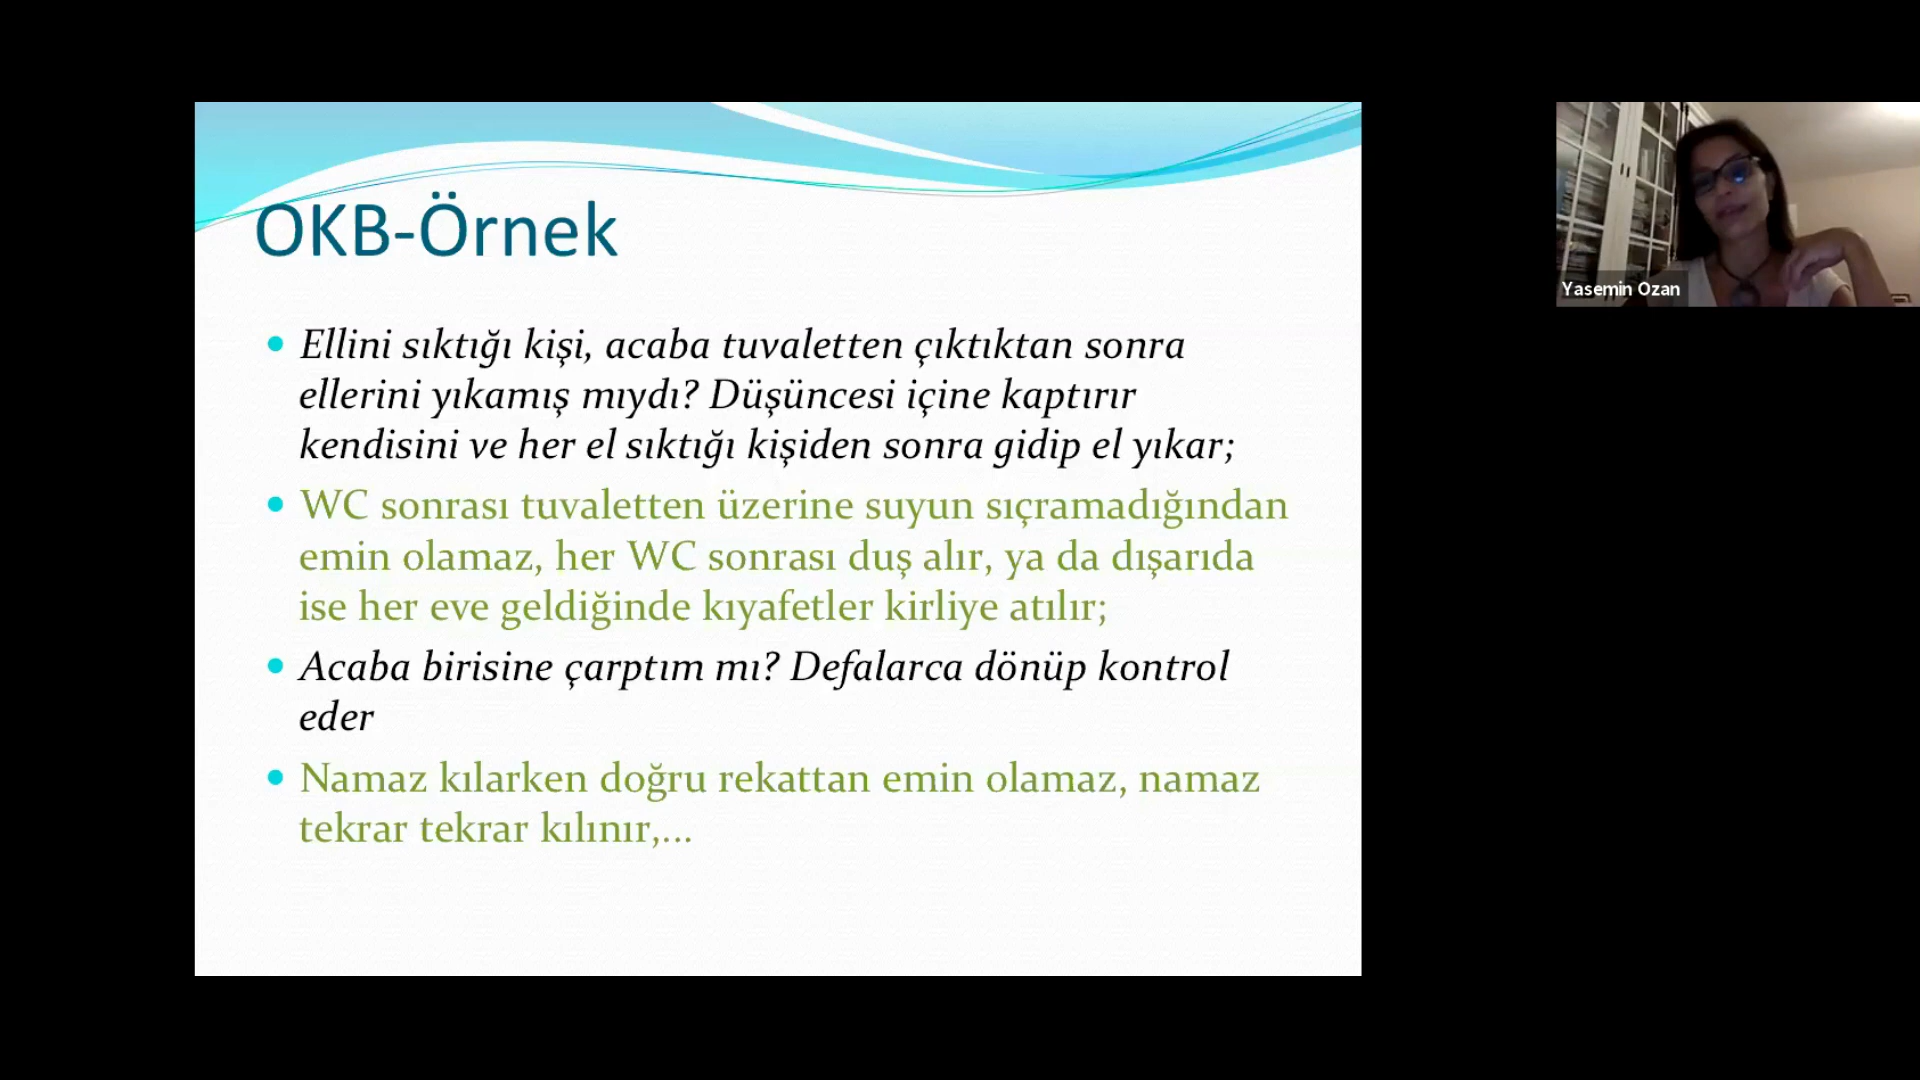 OKB-Örnek
Ellini sıktığı kişi, acaba tuvaletten çıktıktan sonra
ellerini yıkamış mıydı? Düşüncesi içine kaptırır
kendisini ve her el sıktığı kişiden sonra gidip el yıkar;
WC sonrası tuvaletten üzerine suyun sıçramadığından
emin olamaz, her WC sonrası duş alır, ya da dışarıda
ise her eve geldiğinde kıyafetler kirliye atılır;
Acaba birisine çarptım mı? Defalarca dönüp kontrol
eder
Namaz kılarken doğru rekattan emin olamaz, namaz
tekrar tekrar kılınır,...
Yasemin Ozan